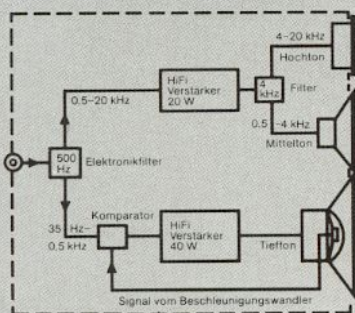 4–20 kHz
Hochton
HiFi
Verstärker
20 W
4
kHz
Filter
0.5–20 kHz
0.5 –4 kHz
Mittelton
500
Hz
Elektronikfilter
Komparator
35 Hz–
0,5 kHz
HiFi
Verstärker
40 W
Tiefton
Signal vom Beschleunigungswandler